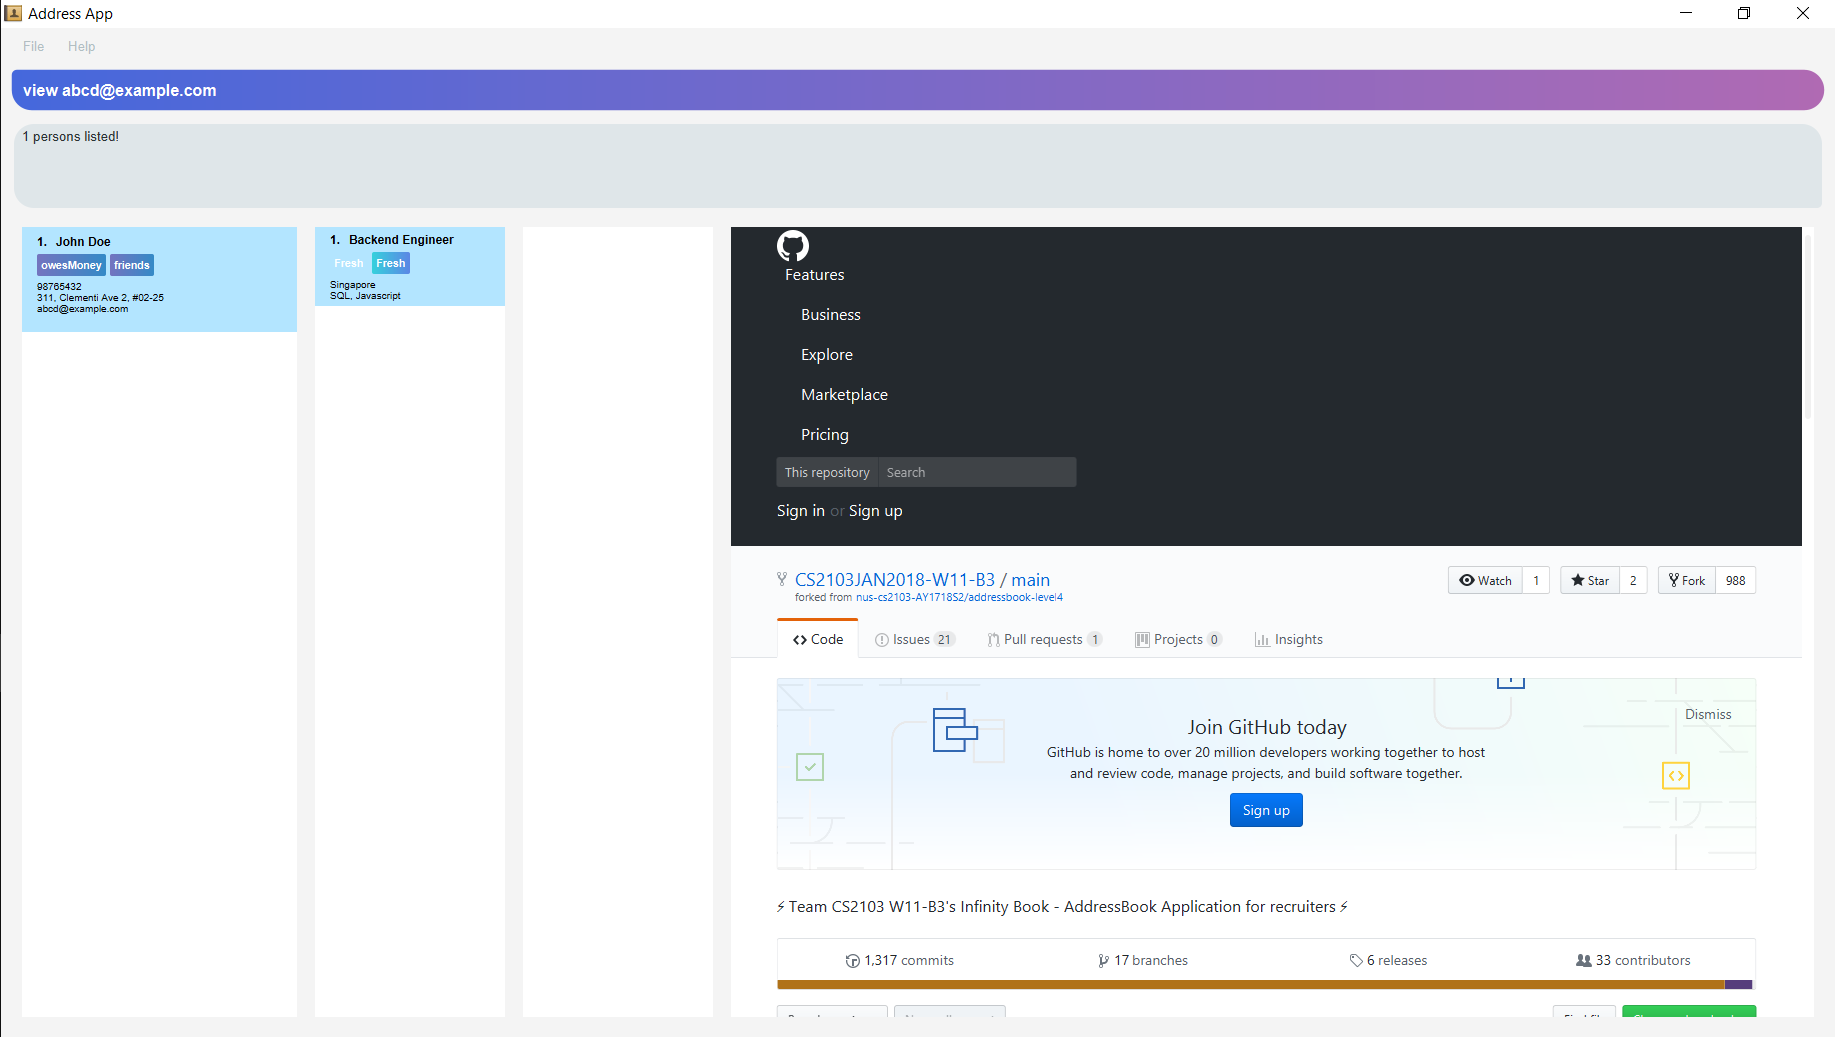 Address App
File Help
view abcd@example.com
1 persons listed!
1. John Doe
owesMoney friends
98765432
311, Clementi Ave 2, #02-25
abcd@example.com
1. Backend Engineer
Fresh Fresh
Singapore
SQL, Javascript
Features
Business
Explore
Marketplace
Pricing
This repository Search
Sign in or Sign up
CS2103JAN2018-W11-B3 / main
forked from nus-cs2103-AY1718S2/addressbook-level4
Watch 1 Star 2 Fork 988
Code Issues 21 Pull requests 1 Projects 0 Insights
Dismiss
Join GitHub today
GitHub is home to over 20 million developers working together to host
and review code, manage projects, and build software together.
Sign up
⚡ Team CS2103 W11-B3's Infinity Book - AddressBook Application for recruiters ⚡
1,317 commits 17 branches 6 releases 33 contributors